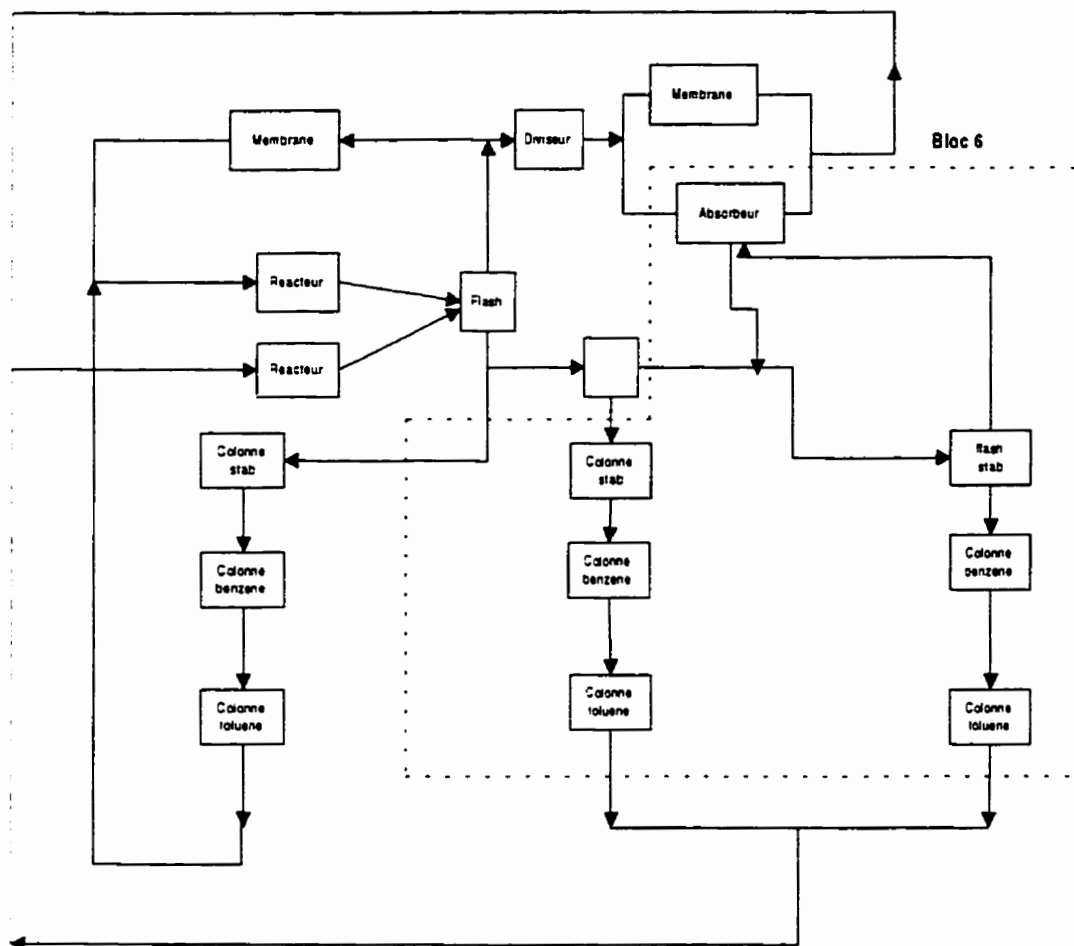 Membrane
Membrane
Diviseur
Bloc 6
Absorbeur
Reacteur
Flash
Reacteur
Colonne
stab
Colonne
stab
flash
stab
Colonne
benzene
Colonne
benzene
Colonne
benzene
Colonne
toluene
Colonne
toluene
Colonne
toluene